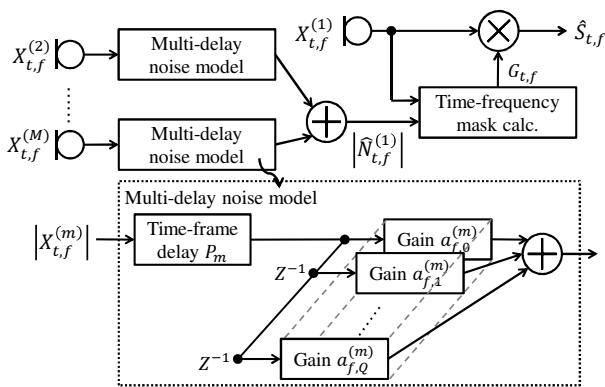 $X_{t,f}^{(2)}$ Multi-delay noise model
$X_{t,f}^{(1)}$ $\hat{S}_{t,f}$
$G_{t,f}$
$X_{t,f}^{(M)}$ Multi-delay noise model
Time-frequency mask calc.
$|\hat{N}_{t,f}^{(1)}|$
Multi-delay noise model
$|X_{t,f}^{(m)}|$ Time-frame delay $P_m$
Gain $a_{f,0}^{(m)}$
$Z^{-1}$ Gain $a_{f,1}^{(m)}$
$Z^{-1}$ Gain $a_{f,Q}^{(m)}$